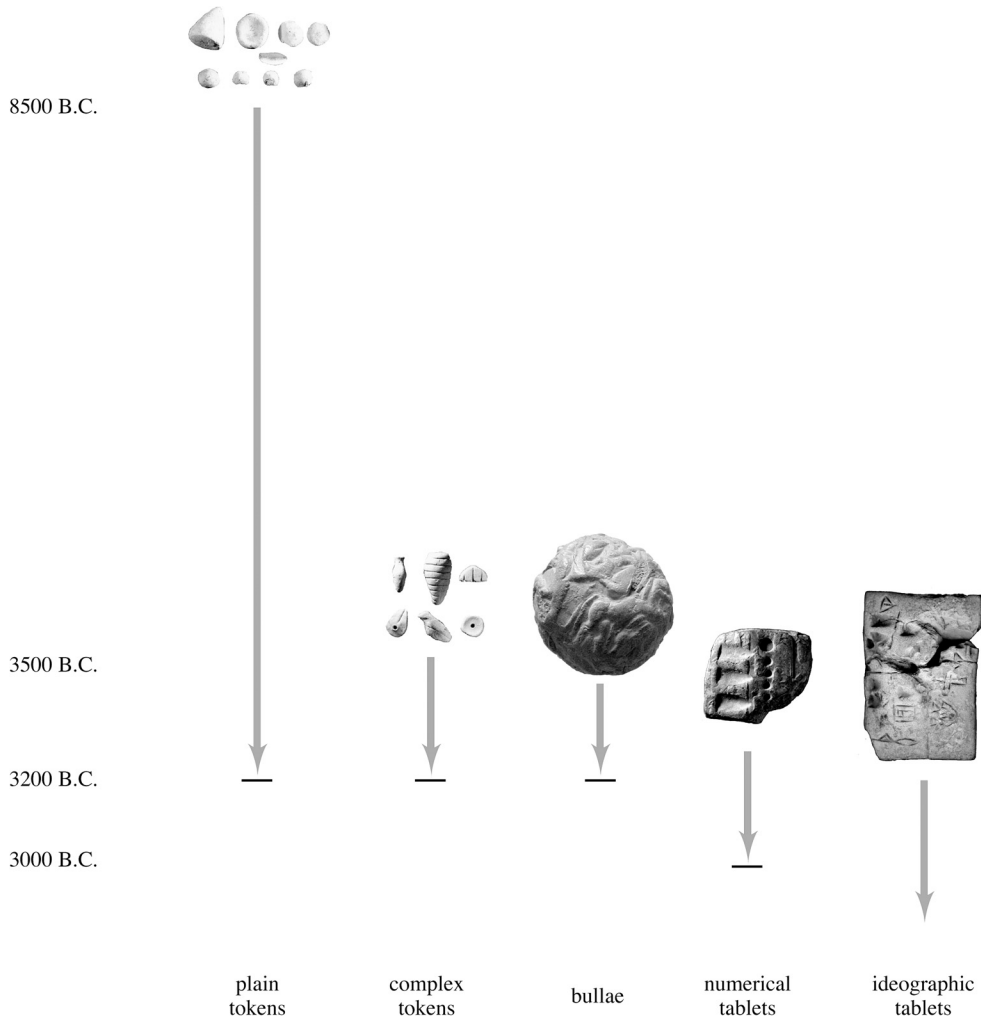 8500 B.C.
3500 B.C.
3200 B.C.
3000 B.C.
plain
tokens
complex
tokens
bullae
numerical
tablets
ideographic
tablets